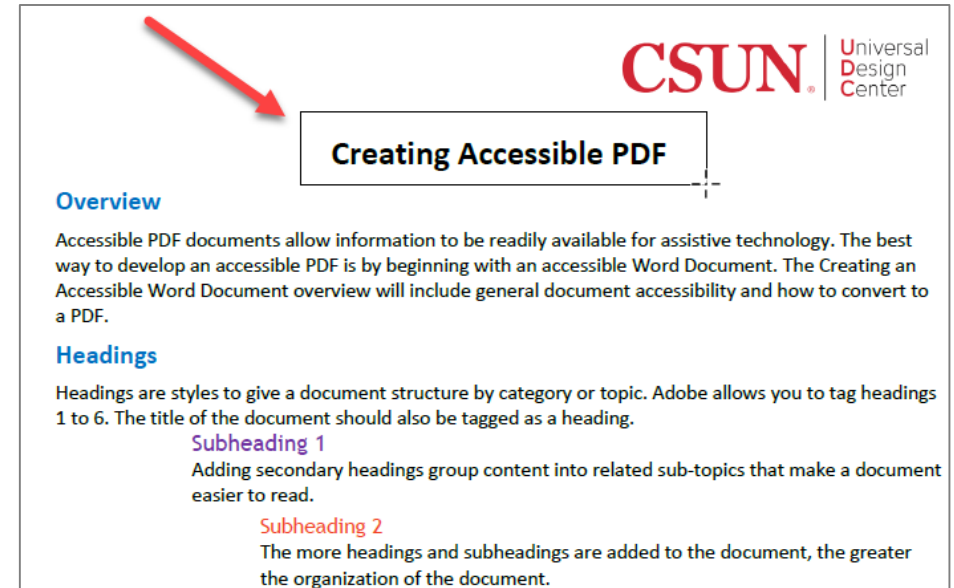 CSUN® Universal
Design
Center
Creating Accessible PDF
Overview
Accessible PDF documents allow information to be readily available for assistive technology. The best
way to develop an accessible PDF is by beginning with an accessible Word Document. The Creating an
Accessible Word Document overview will include general document accessibility and how to convert to
a PDF.
Headings
Headings are styles to give a document structure by category or topic. Adobe allows you to tag headings
1 to 6. The title of the document should also be tagged as a heading.
Subheading 1
Adding secondary headings group content into related sub-topics that make a document
easier to read.
Subheading 2
The more headings and subheadings are added to the document, the greater
the organization of the document.